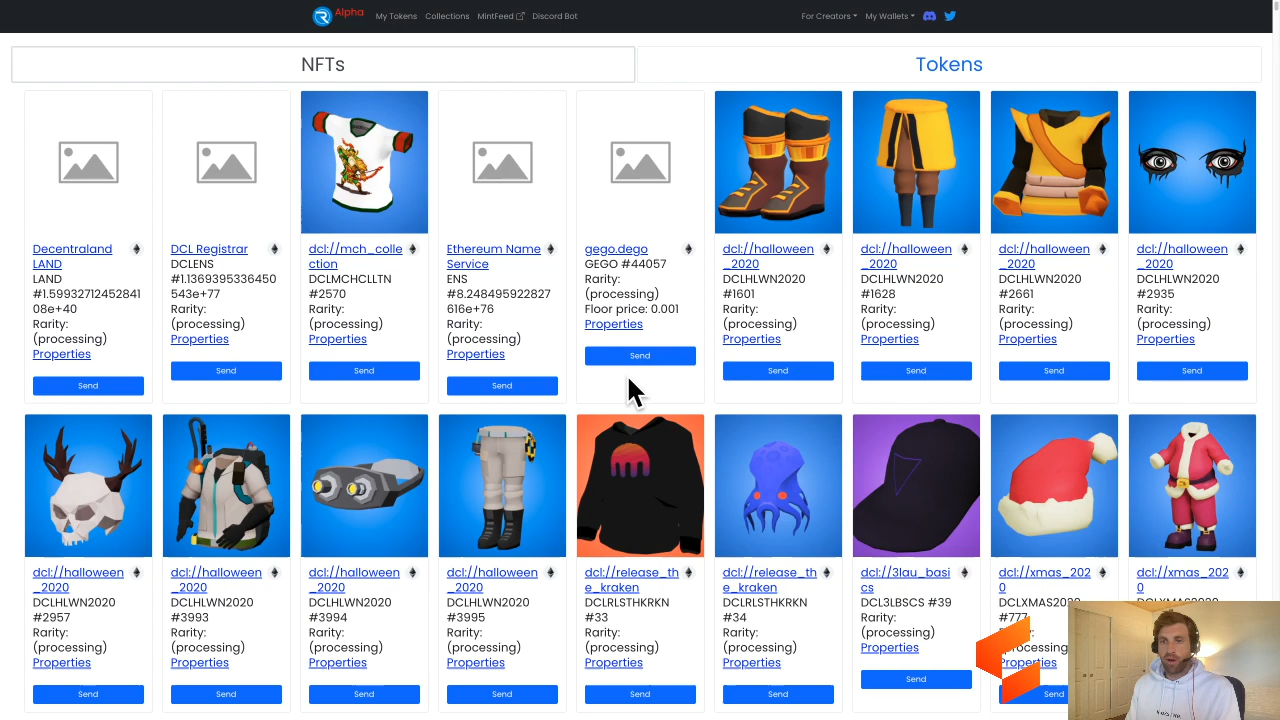 Alpha My Tokens Collections MintFeed Discord Bot For Creators My Wallets
NFTs Tokens
Decentraland
LAND
LAND
#1.59932712452841
08e+40
Rarity:
(processing)
Properties
Send
DCL Registrar
DCLENS
#1.1369395336450
543e+77
Rarity:
(processing)
Properties
Send
dcl://mch_colle
ction
DCLMCHCLLTN
#2570
Rarity:
(processing)
Properties
Send
Ethereum Name
Service
ENS
#8.248495922827
616e+76
Rarity:
(processing)
Properties
Send
gego.dego
GEGO #44057
Rarity:
(processing)
Floor price: 0.001
Properties
Send
dcl://halloween
_2020
DCLHLWN2020
#1601
Rarity:
(processing)
Properties
Send
dcl://halloween
_2020
DCLHLWN2020
#1628
Rarity:
(processing)
Properties
Send
dcl://halloween
_2020
DCLHLWN2020
#2661
Rarity:
(processing)
Properties
Send
dcl://halloween
_2020
DCLHLWN2020
#2935
Rarity:
(processing)
Properties
Send
dcl://halloween
_2020
DCLHLWN2020
#2957
Rarity:
(processing)
Properties
Send
dcl://halloween
_2020
DCLHLWN2020
#3993
Rarity:
(processing)
Properties
Send
dcl://halloween
_2020
DCLHLWN2020
#3994
Rarity:
(processing)
Properties
Send
dcl://halloween
_2020
DCLHLWN2020
#3995
Rarity:
(processing)
Properties
Send
dcl://release_th
e_kraken
DCLRLSTHKRKN
#33
Rarity:
(processing)
Properties
Send
dcl://release_th
e_kraken
DCLRLSTHKRKN
#34
Rarity:
(processing)
Properties
Send
dcl://3lau_basi
cs
DCL3LBSCS #39
Rarity:
(processing)
Properties
Send
dcl://xmas_202
0
DCLXMAS2020
#777
Rarity:
Properties
Send
dcl://xmas_202
0